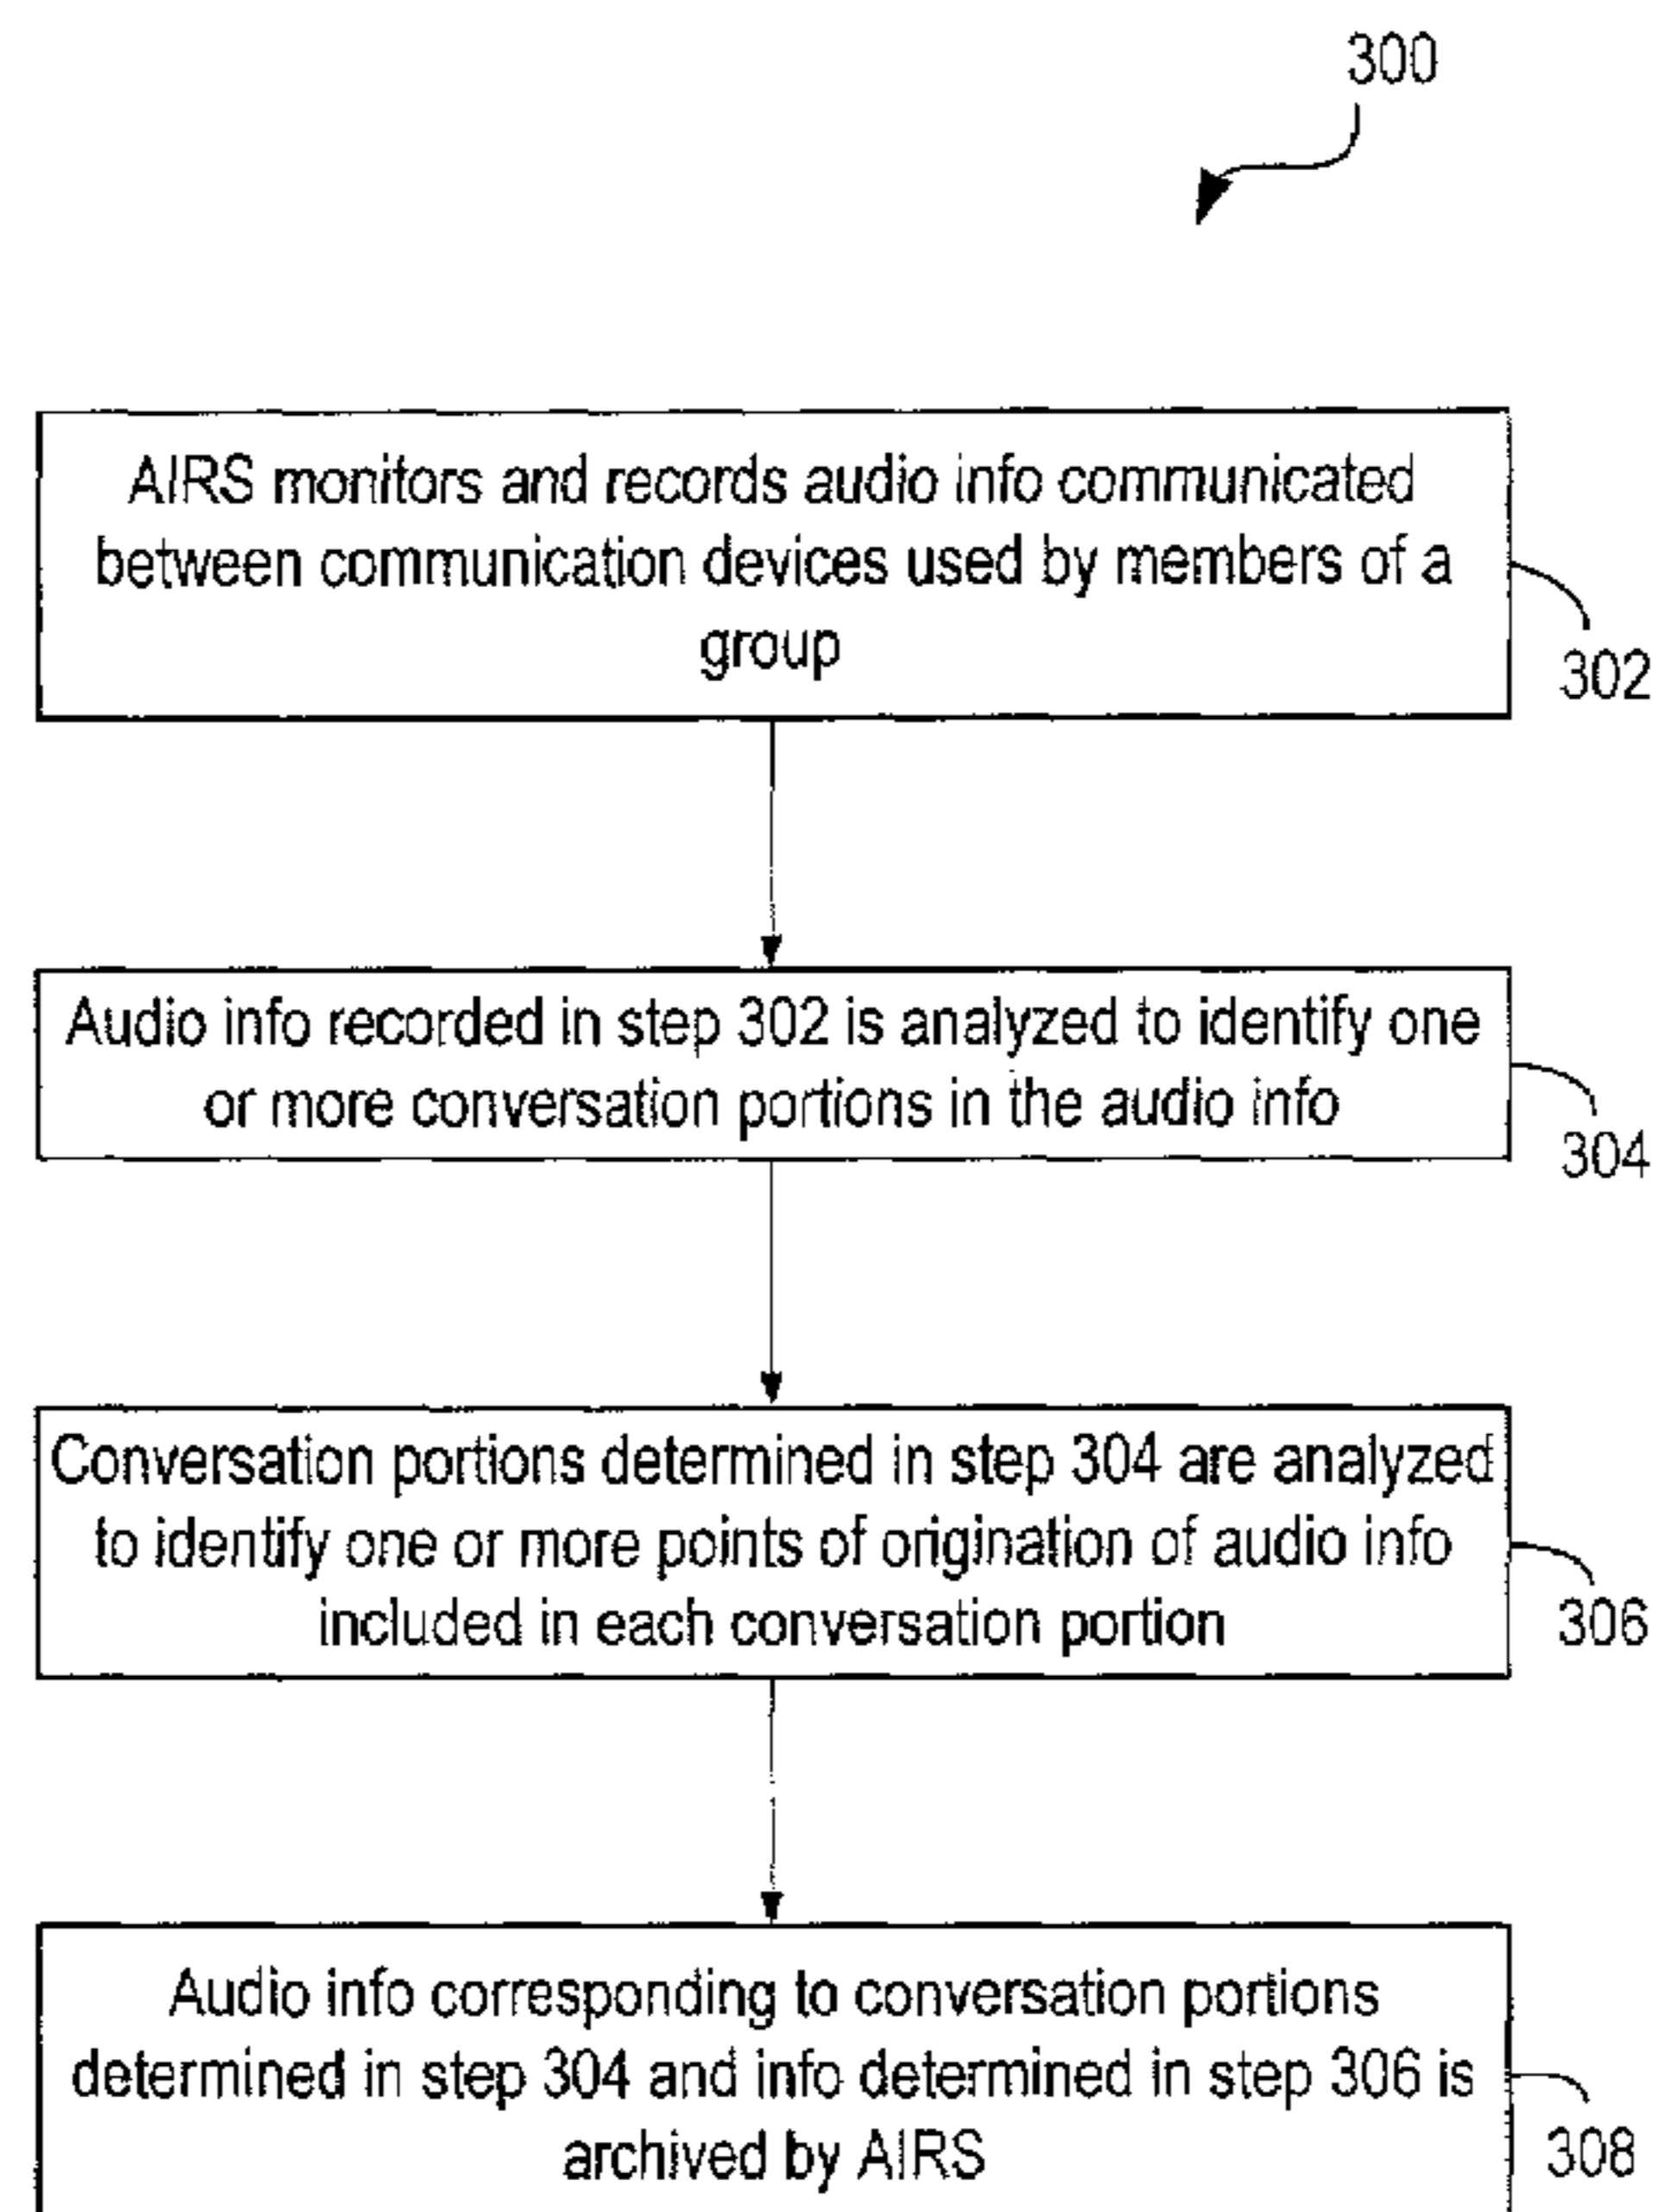 300
AIRS monitors and records audio info communicated
between communication devices used by members of a
group
302
Audio info recorded in step 302 is analyzed to identify one
or more conversation portions in the audio info
304
Conversation portions determined in step 304 are analyzed
to identify one or more points of origination of audio info
included in each conversation portion
306
Audio info corresponding to conversation portions
determined in step 304 and info determined in step 306 is
archived by AIRS
308